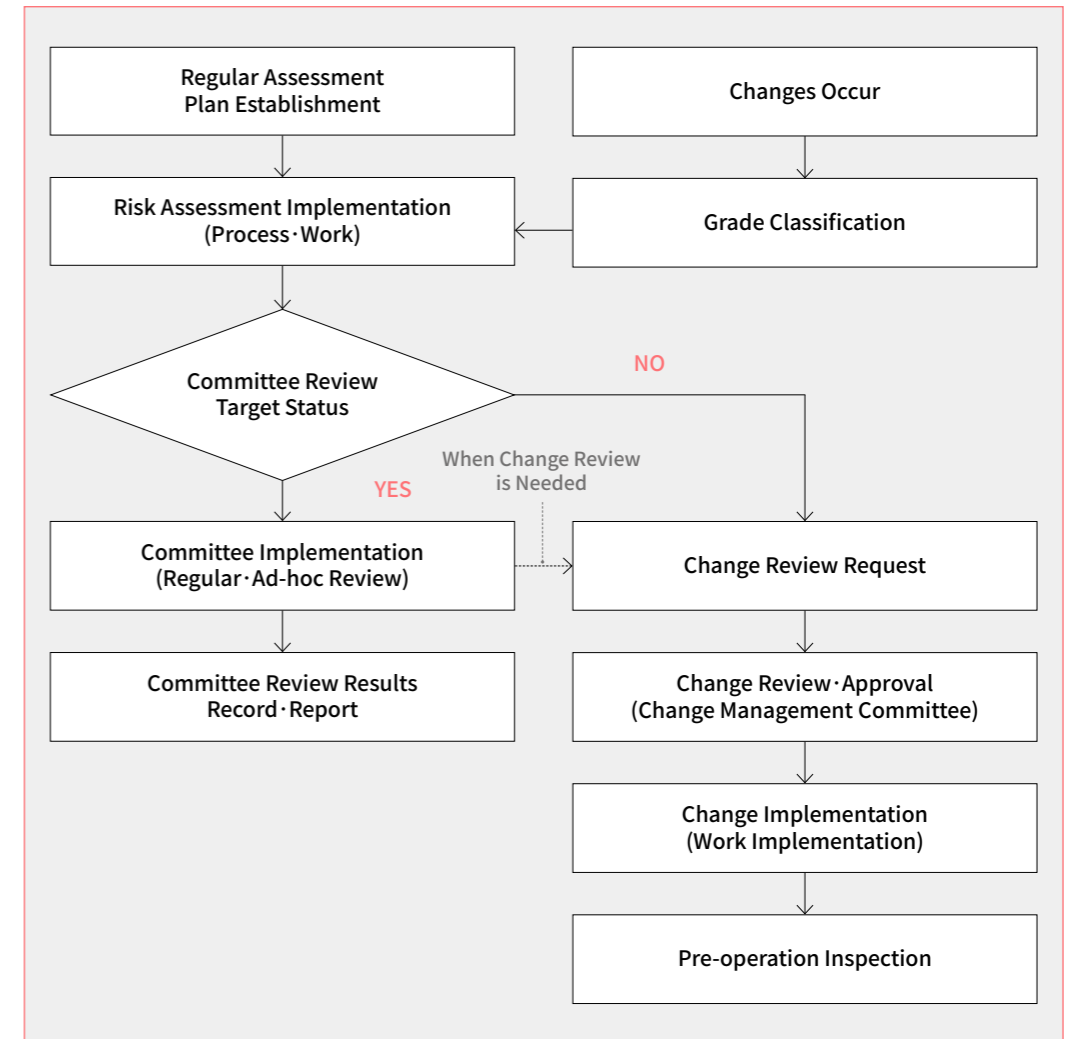 Regular Assessment
Plan Establishment
Changes Occur
Risk Assessment Implementation
(Process·Work)
Grade Classification
Committee Review
Target Status
NO
When Change Review
is Needed
YES
Committee Implementation
(Regular·Ad-hoc Review)
Change Review Request
Committee Review Results
Record·Report
Change Review·Approval
(Change Management Committee)
Change Implementation
(Work Implementation)
Pre-operation Inspection